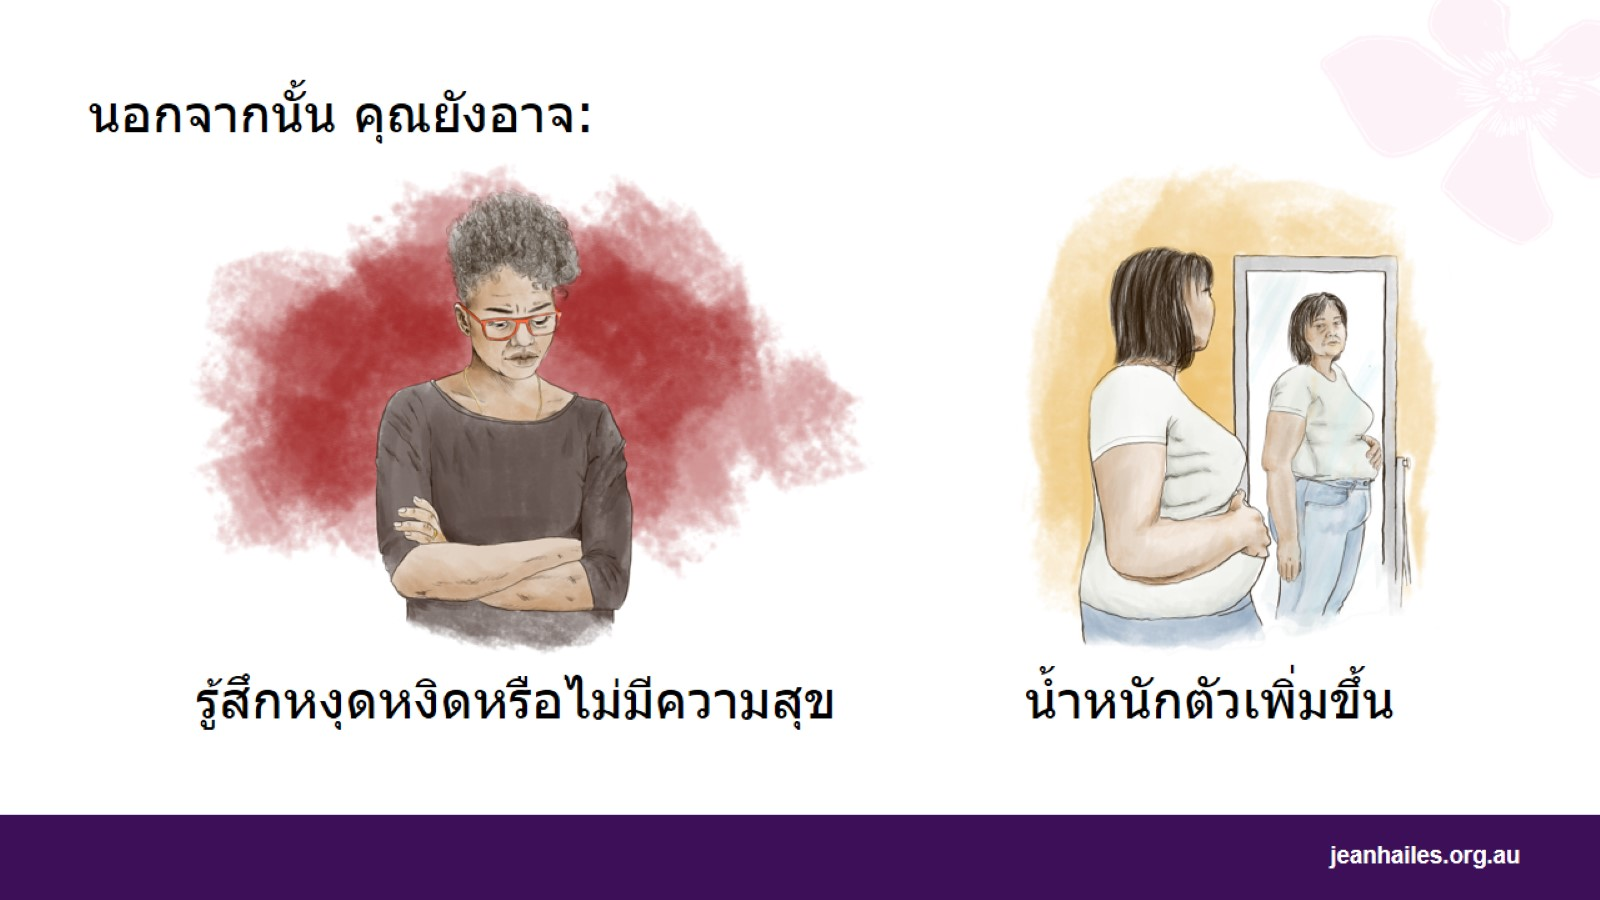 นอกจากนั้น คุณยังอาจ:
รู้สึกหงุดหงิดหรือไม่มีความสุข
น้ำหนักตัวเพิ่มขึ้น
jeanhailes.org.au